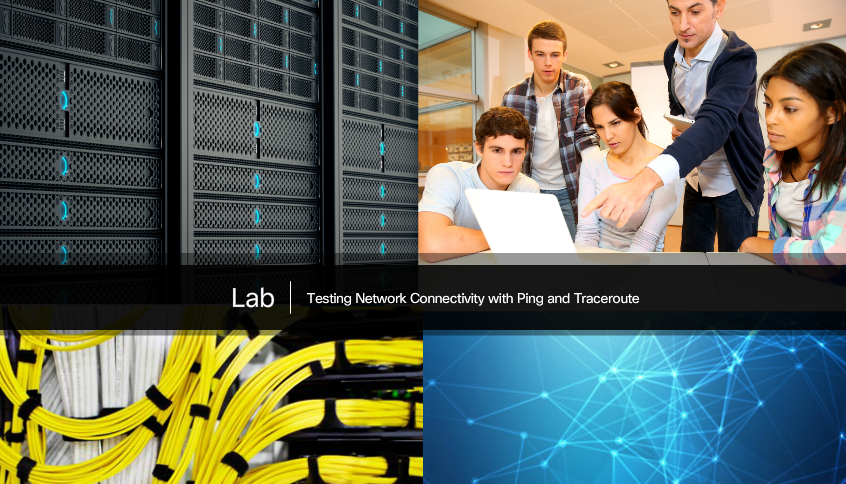 Lab
Testing Network Connectivity with Ping and Traceroute